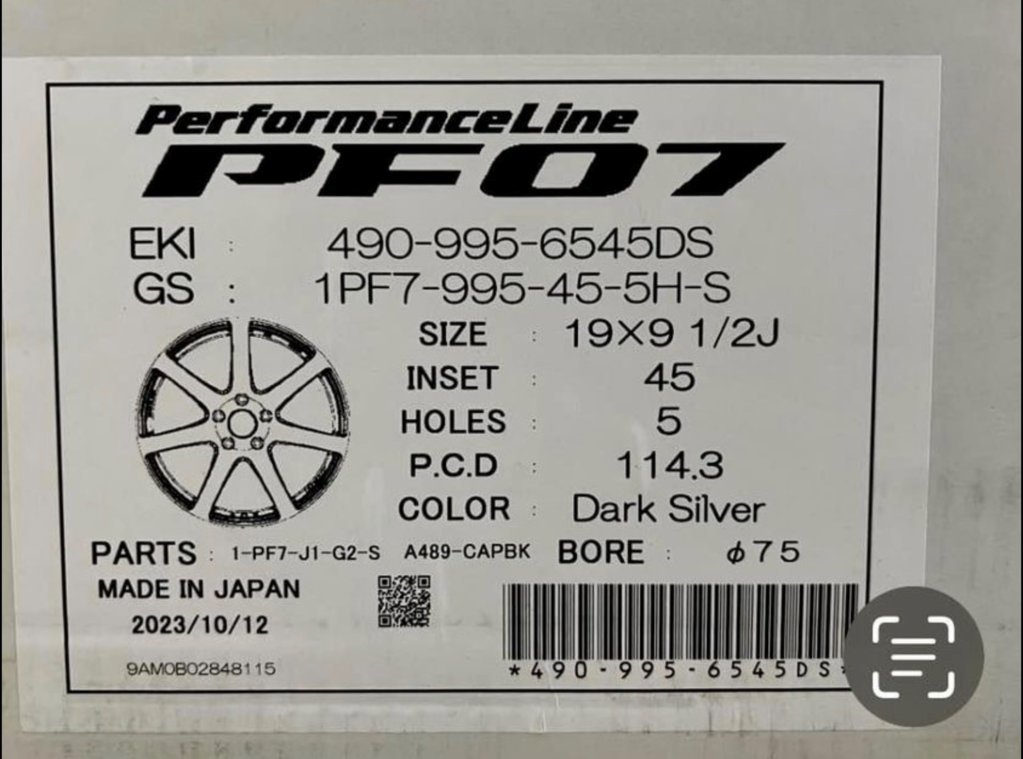 PerformanceLine
PF07
EKI : 490-995-6545DS
GS : 1PF7-995-45-5H-S
SIZE : 19×9 1/2J
INSET : 45
HOLES : 5
P.C.D : 114.3
COLOR : Dark Silver
PARTS : 1-PF7-J1-G2-S A489-CAPBK BORE : φ75
MADE IN JAPAN
2023/10/12
9AM0B02848115
*490-995-6545DS*